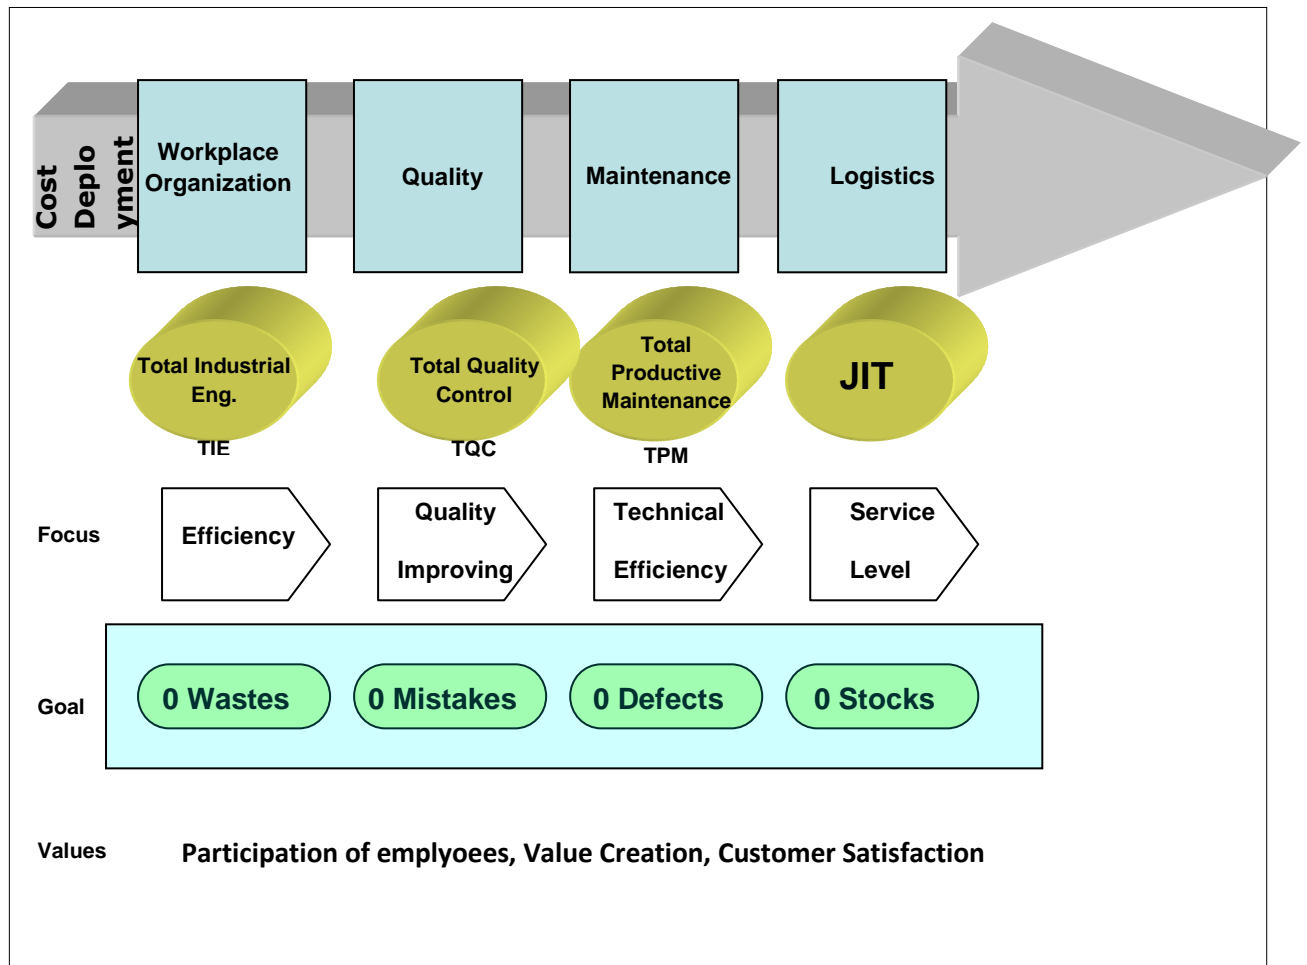 Cost
Deplo
yment
Workplace
Organization
Quality
Maintenance
Logistics
Total Industrial
Eng.
Total Quality
Control
Total
Productive
Maintenance
JIT
TIE
TQC
TPM
Focus
Efficiency
Quality
Improving
Technical
Efficiency
Service
Level
Goal
0 Wastes
0 Mistakes
0 Defects
0 Stocks
Values
Participation of emplyoees, Value Creation, Customer Satisfaction